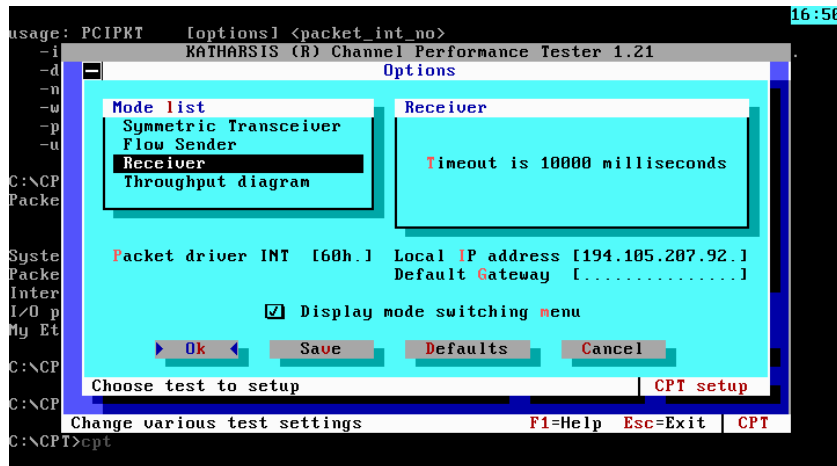 16:50
usage: PCIPKT [options] <packet_int_no>
-i KATHARSIS (R) Channel Performance Tester 1.21 .
-d Options
-n
-w Mode list Receiver
-p Symmetric Transceiver
-u Flow Sender
Receiver Timeout is 10000 milliseconds
C:\CP Throughput diagram
Packe
Syste Packet driver INT [60h.] Local IP address [194.105.207.92.]
Packe Default Gateway [...............]
Inter
I/O p Display mode switching menu
My Et
Ok Save Defaults Cancel
C:\CP
Choose test to setup CPT setup
C:\CP
Change various test settings F1=Help Esc=Exit CPT
C:\CPT>cpt